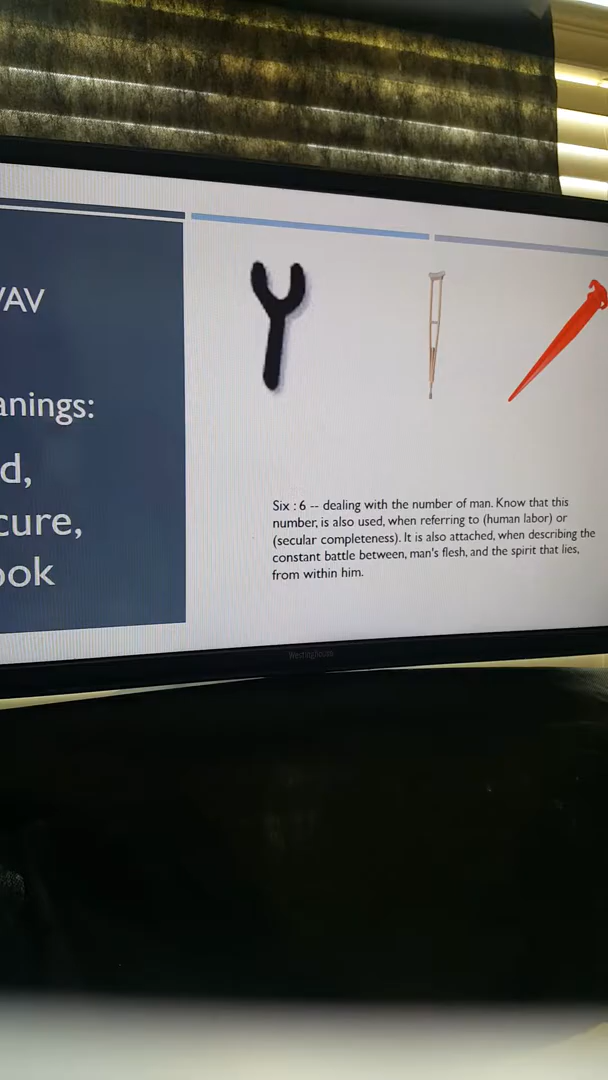 VAV
anings:
d,
cure,
ook
Six : 6 -- dealing with the number of man. Know that this
number, is also used, when referring to (human labor) or
(secular completeness). It is also attached, when describing the
constant battle between, man's flesh, and the spirit that lies,
from within him.
Westinghouse